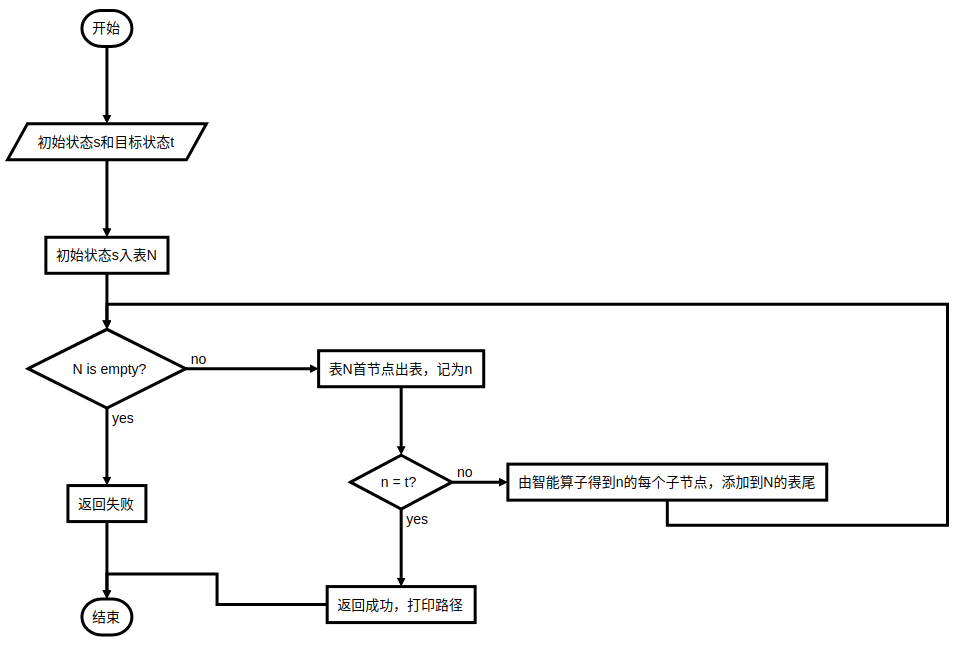 开始
初始状态s和目标状态t
初始状态s入表N
N is empty?
no
表N首节点出表，记为n
yes
n = t?
no
由智能算子得到n的每个子节点，添加到N的表尾
返回失败
yes
返回成功，打印路径
结束